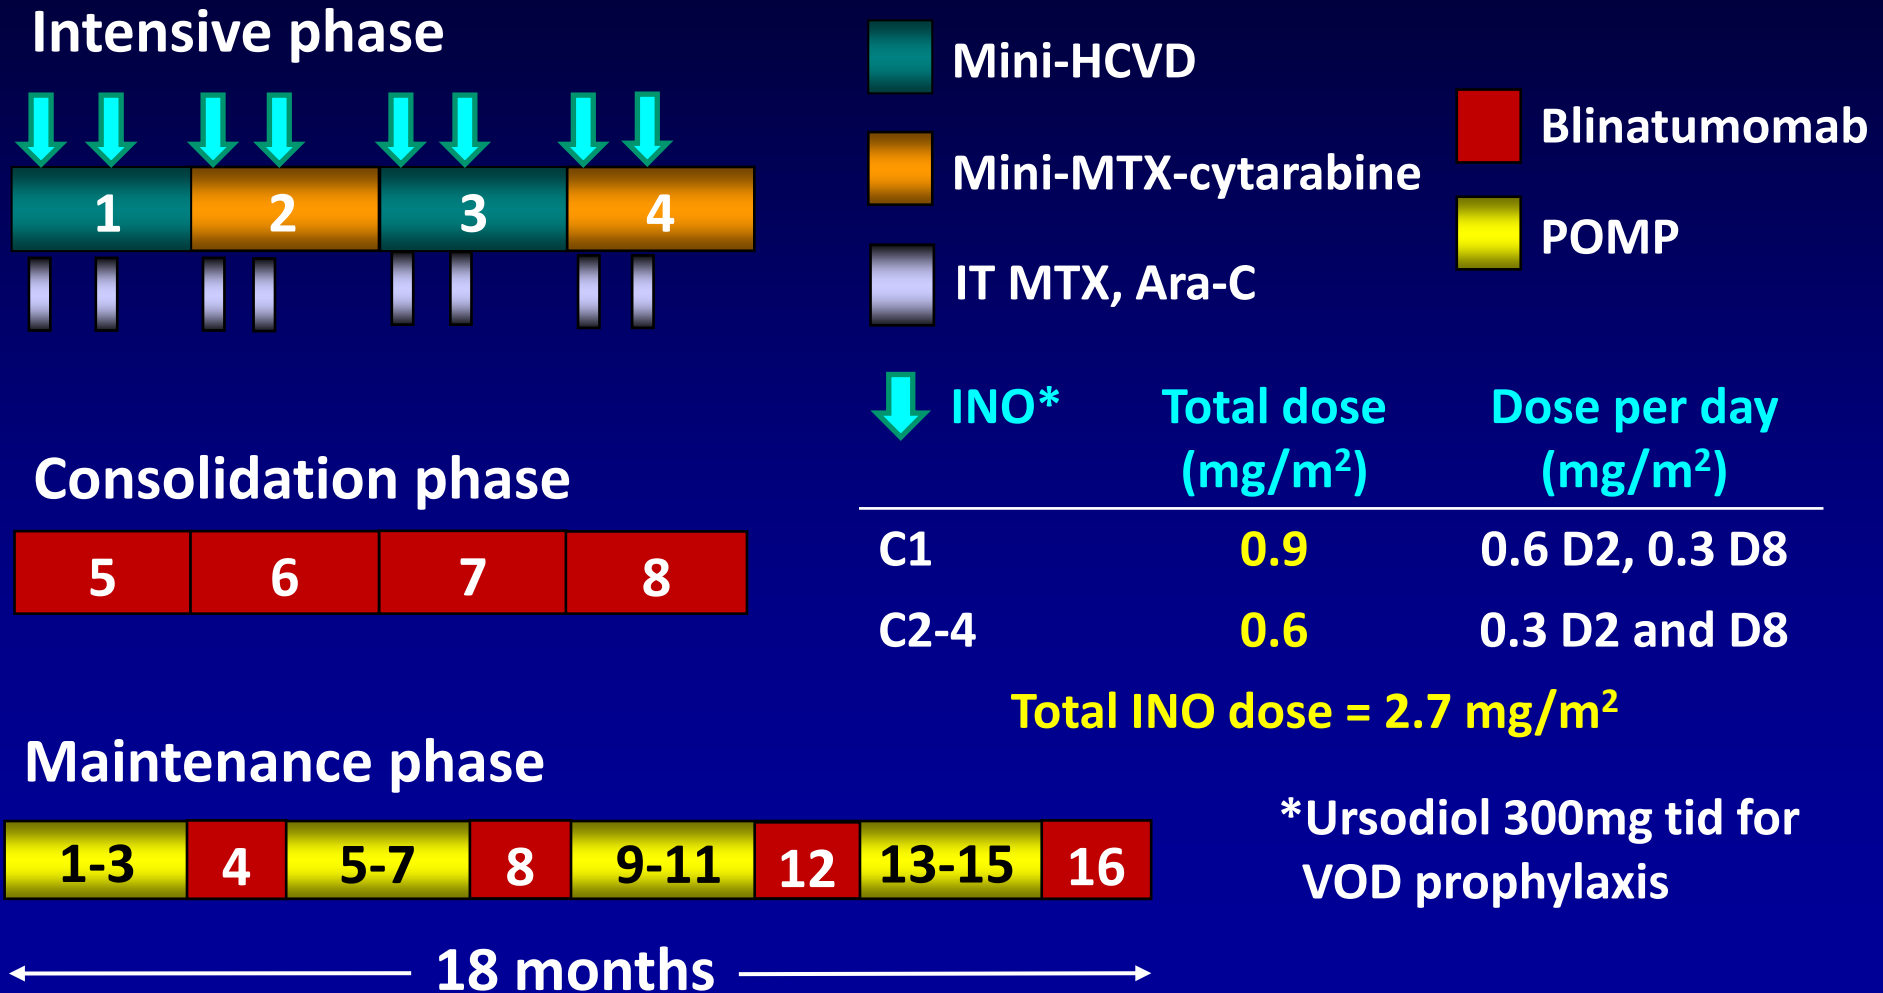 Intensive phase
1 2 3 4
Mini-HCVD
Mini-MTX-cytarabine
IT MTX, Ara-C
Blinatumomab
POMP
INO* Total dose Dose per day
(mg/m²) (mg/m²)
C1 0.9 0.6 D2, 0.3 D8
C2-4 0.6 0.3 D2 and D8
Total INO dose = 2.7 mg/m²
Consolidation phase
5 6 7 8
Maintenance phase
1-3 4 5-7 8 9-11 12 13-15 16
18 months
*Ursodiol 300mg tid for
VOD prophylaxis